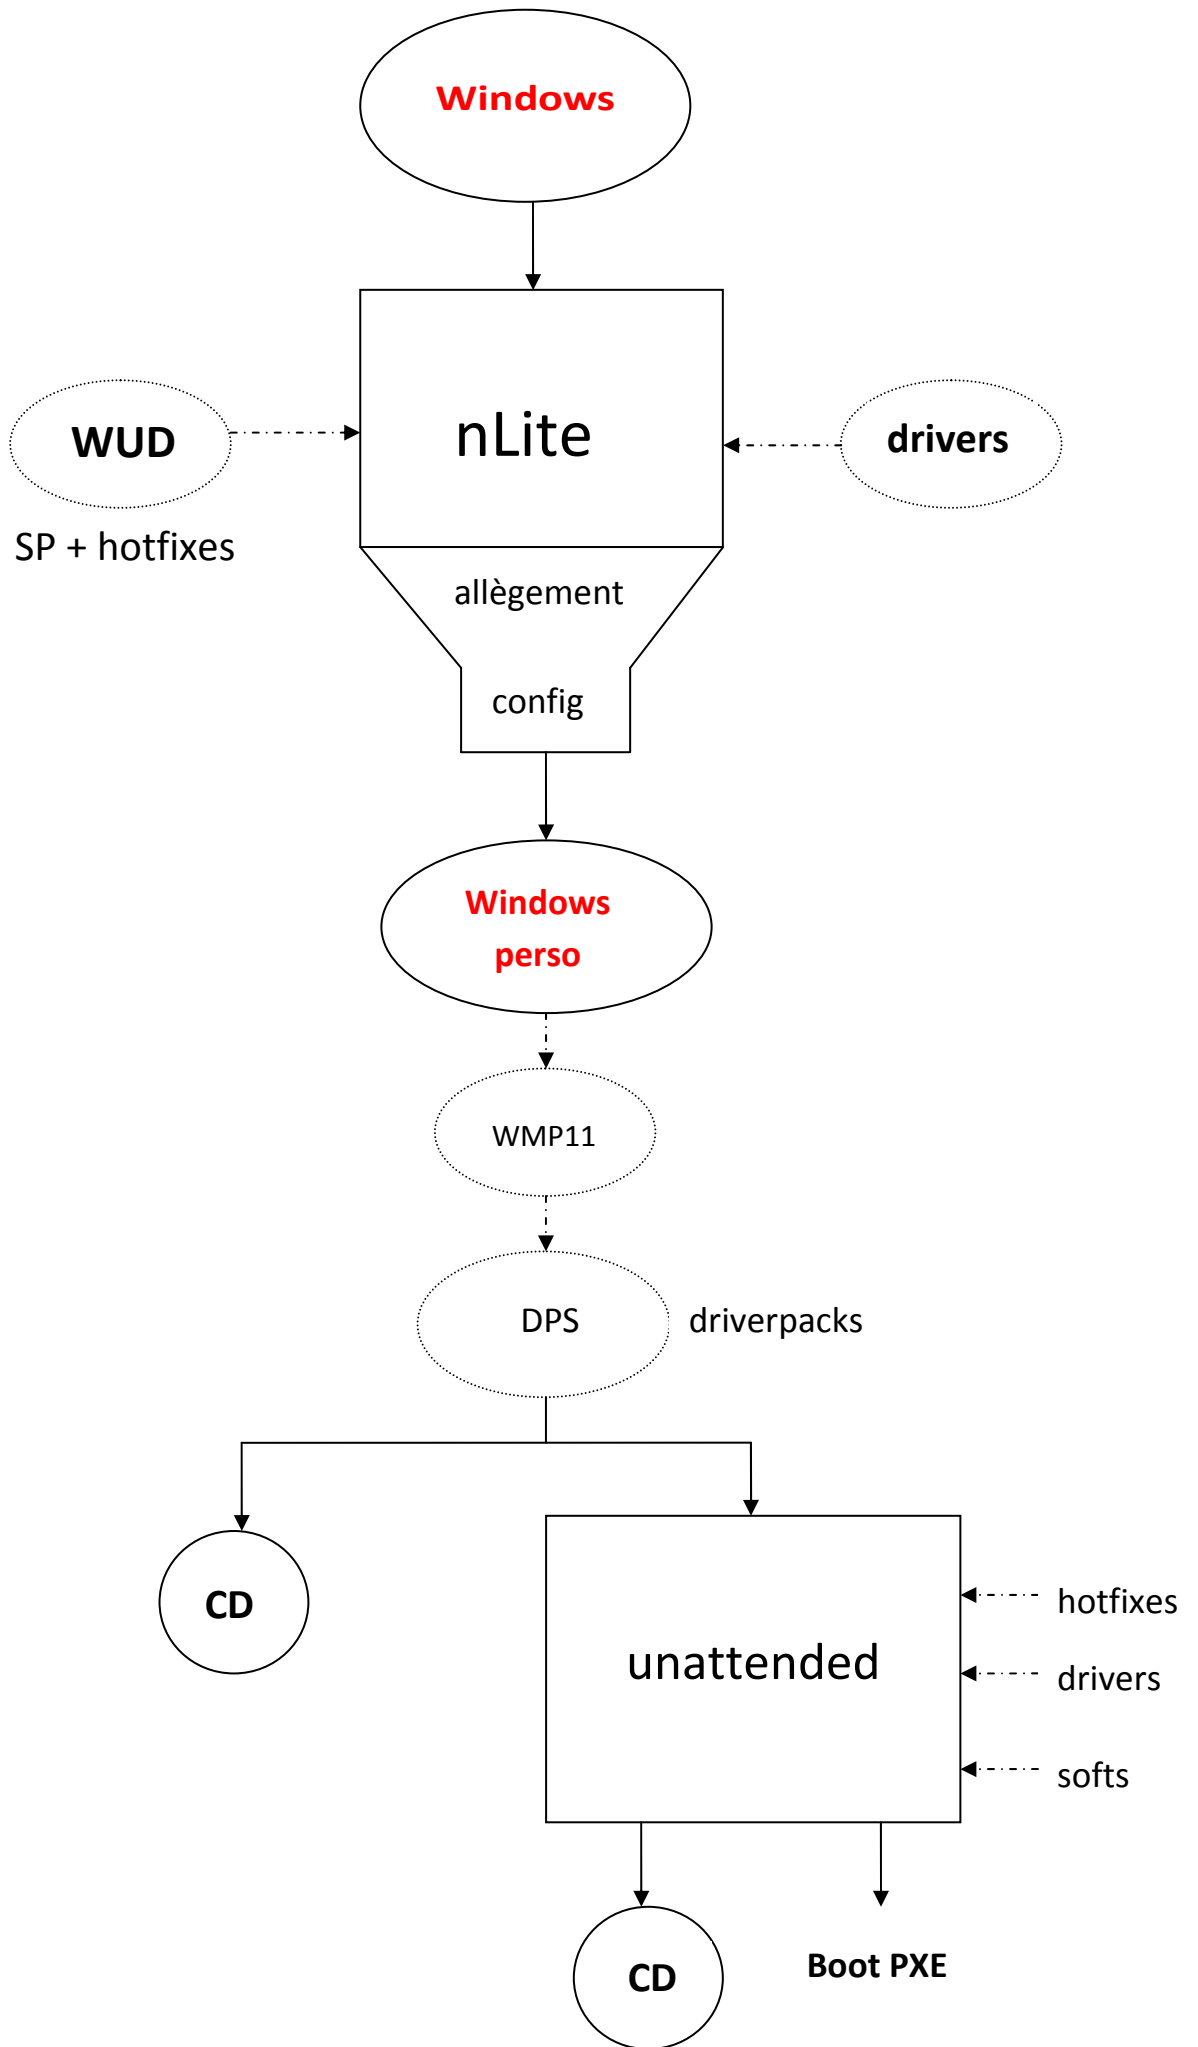 Windows
nLite
WUD
drivers
SP + hotfixes
allègement
config
Windows
perso
WMP11
DPS
driverpacks
CD
unattended
hotfixes
drivers
softs
CD
Boot PXE